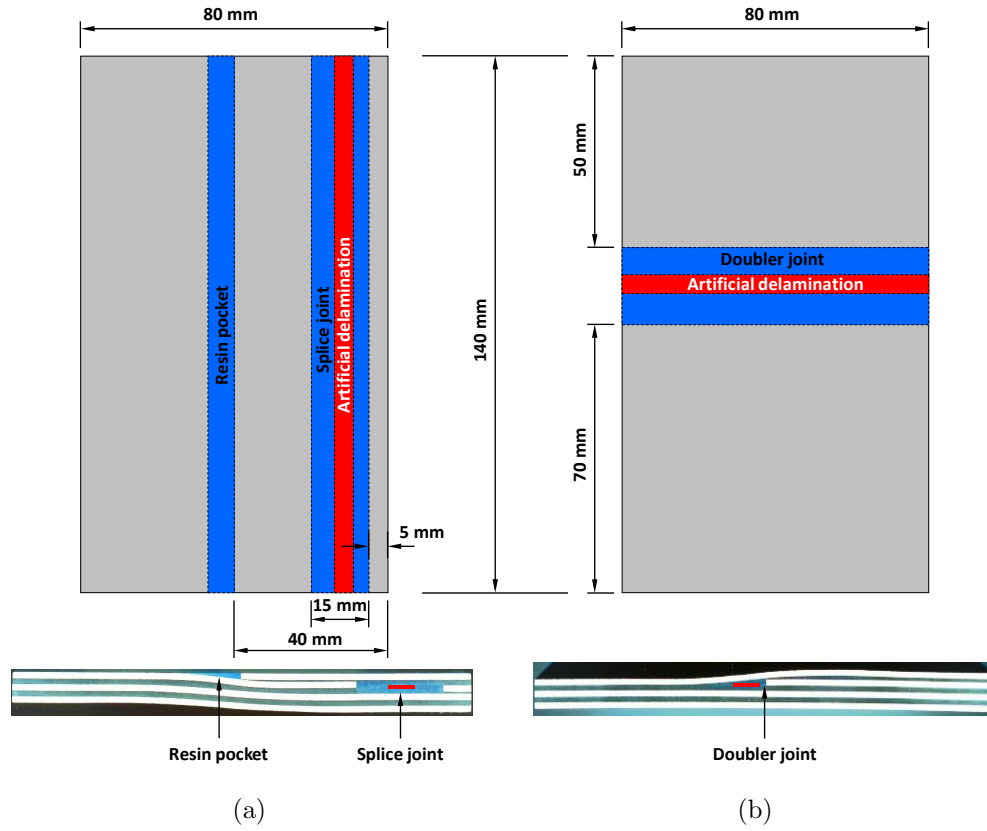 80 mm
80 mm
50 mm
Resin pocket
Splice joint
Artificial delamination
140 mm
Doubler joint
Artificial delamination
70 mm
5 mm
15 mm
40 mm
Resin pocket
Splice joint
Doubler joint
(a)
(b)